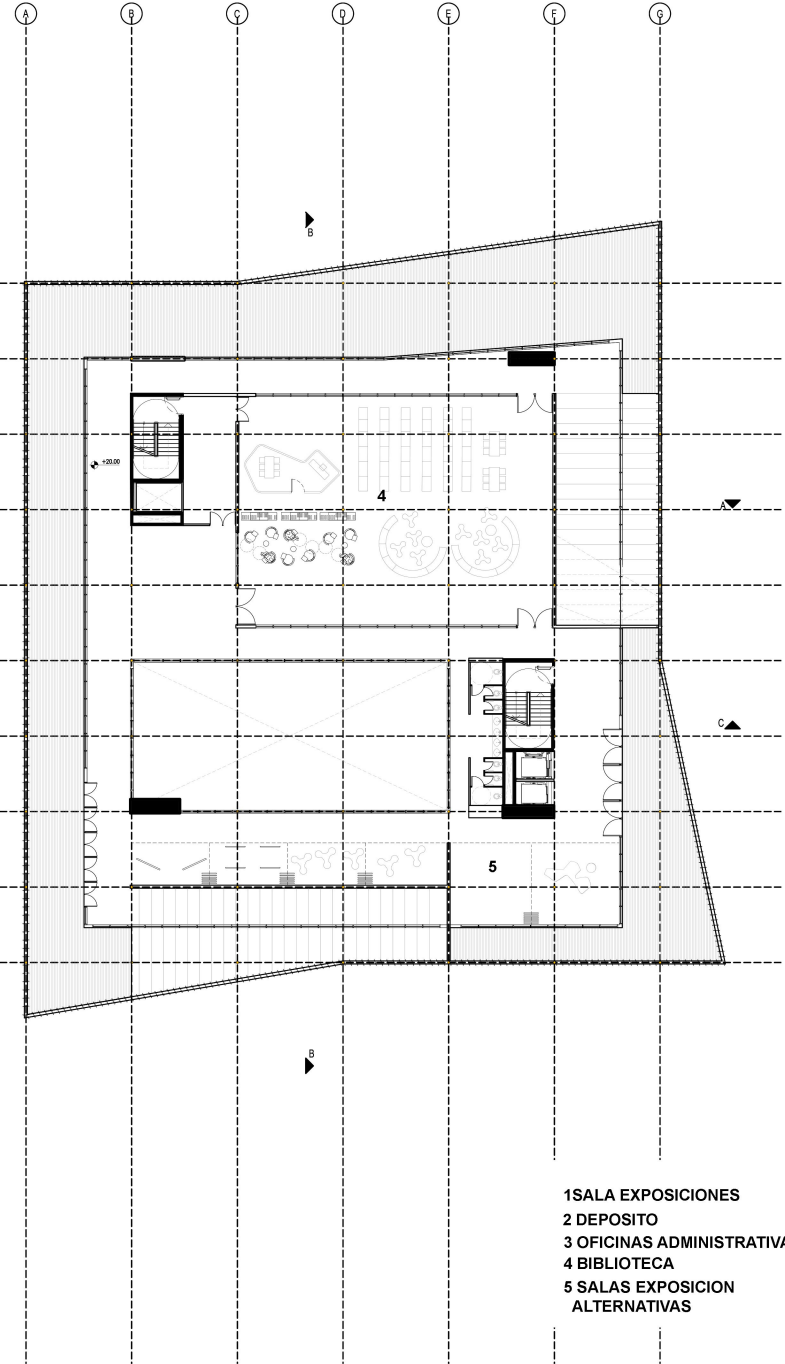 A B C D E F G
B
+20.00
4
A
C
5
B
1SALA EXPOSICIONES
2 DEPOSITO
3 OFICINAS ADMINISTRATIVA
4 BIBLIOTECA
5 SALAS EXPOSICION
ALTERNATIVAS